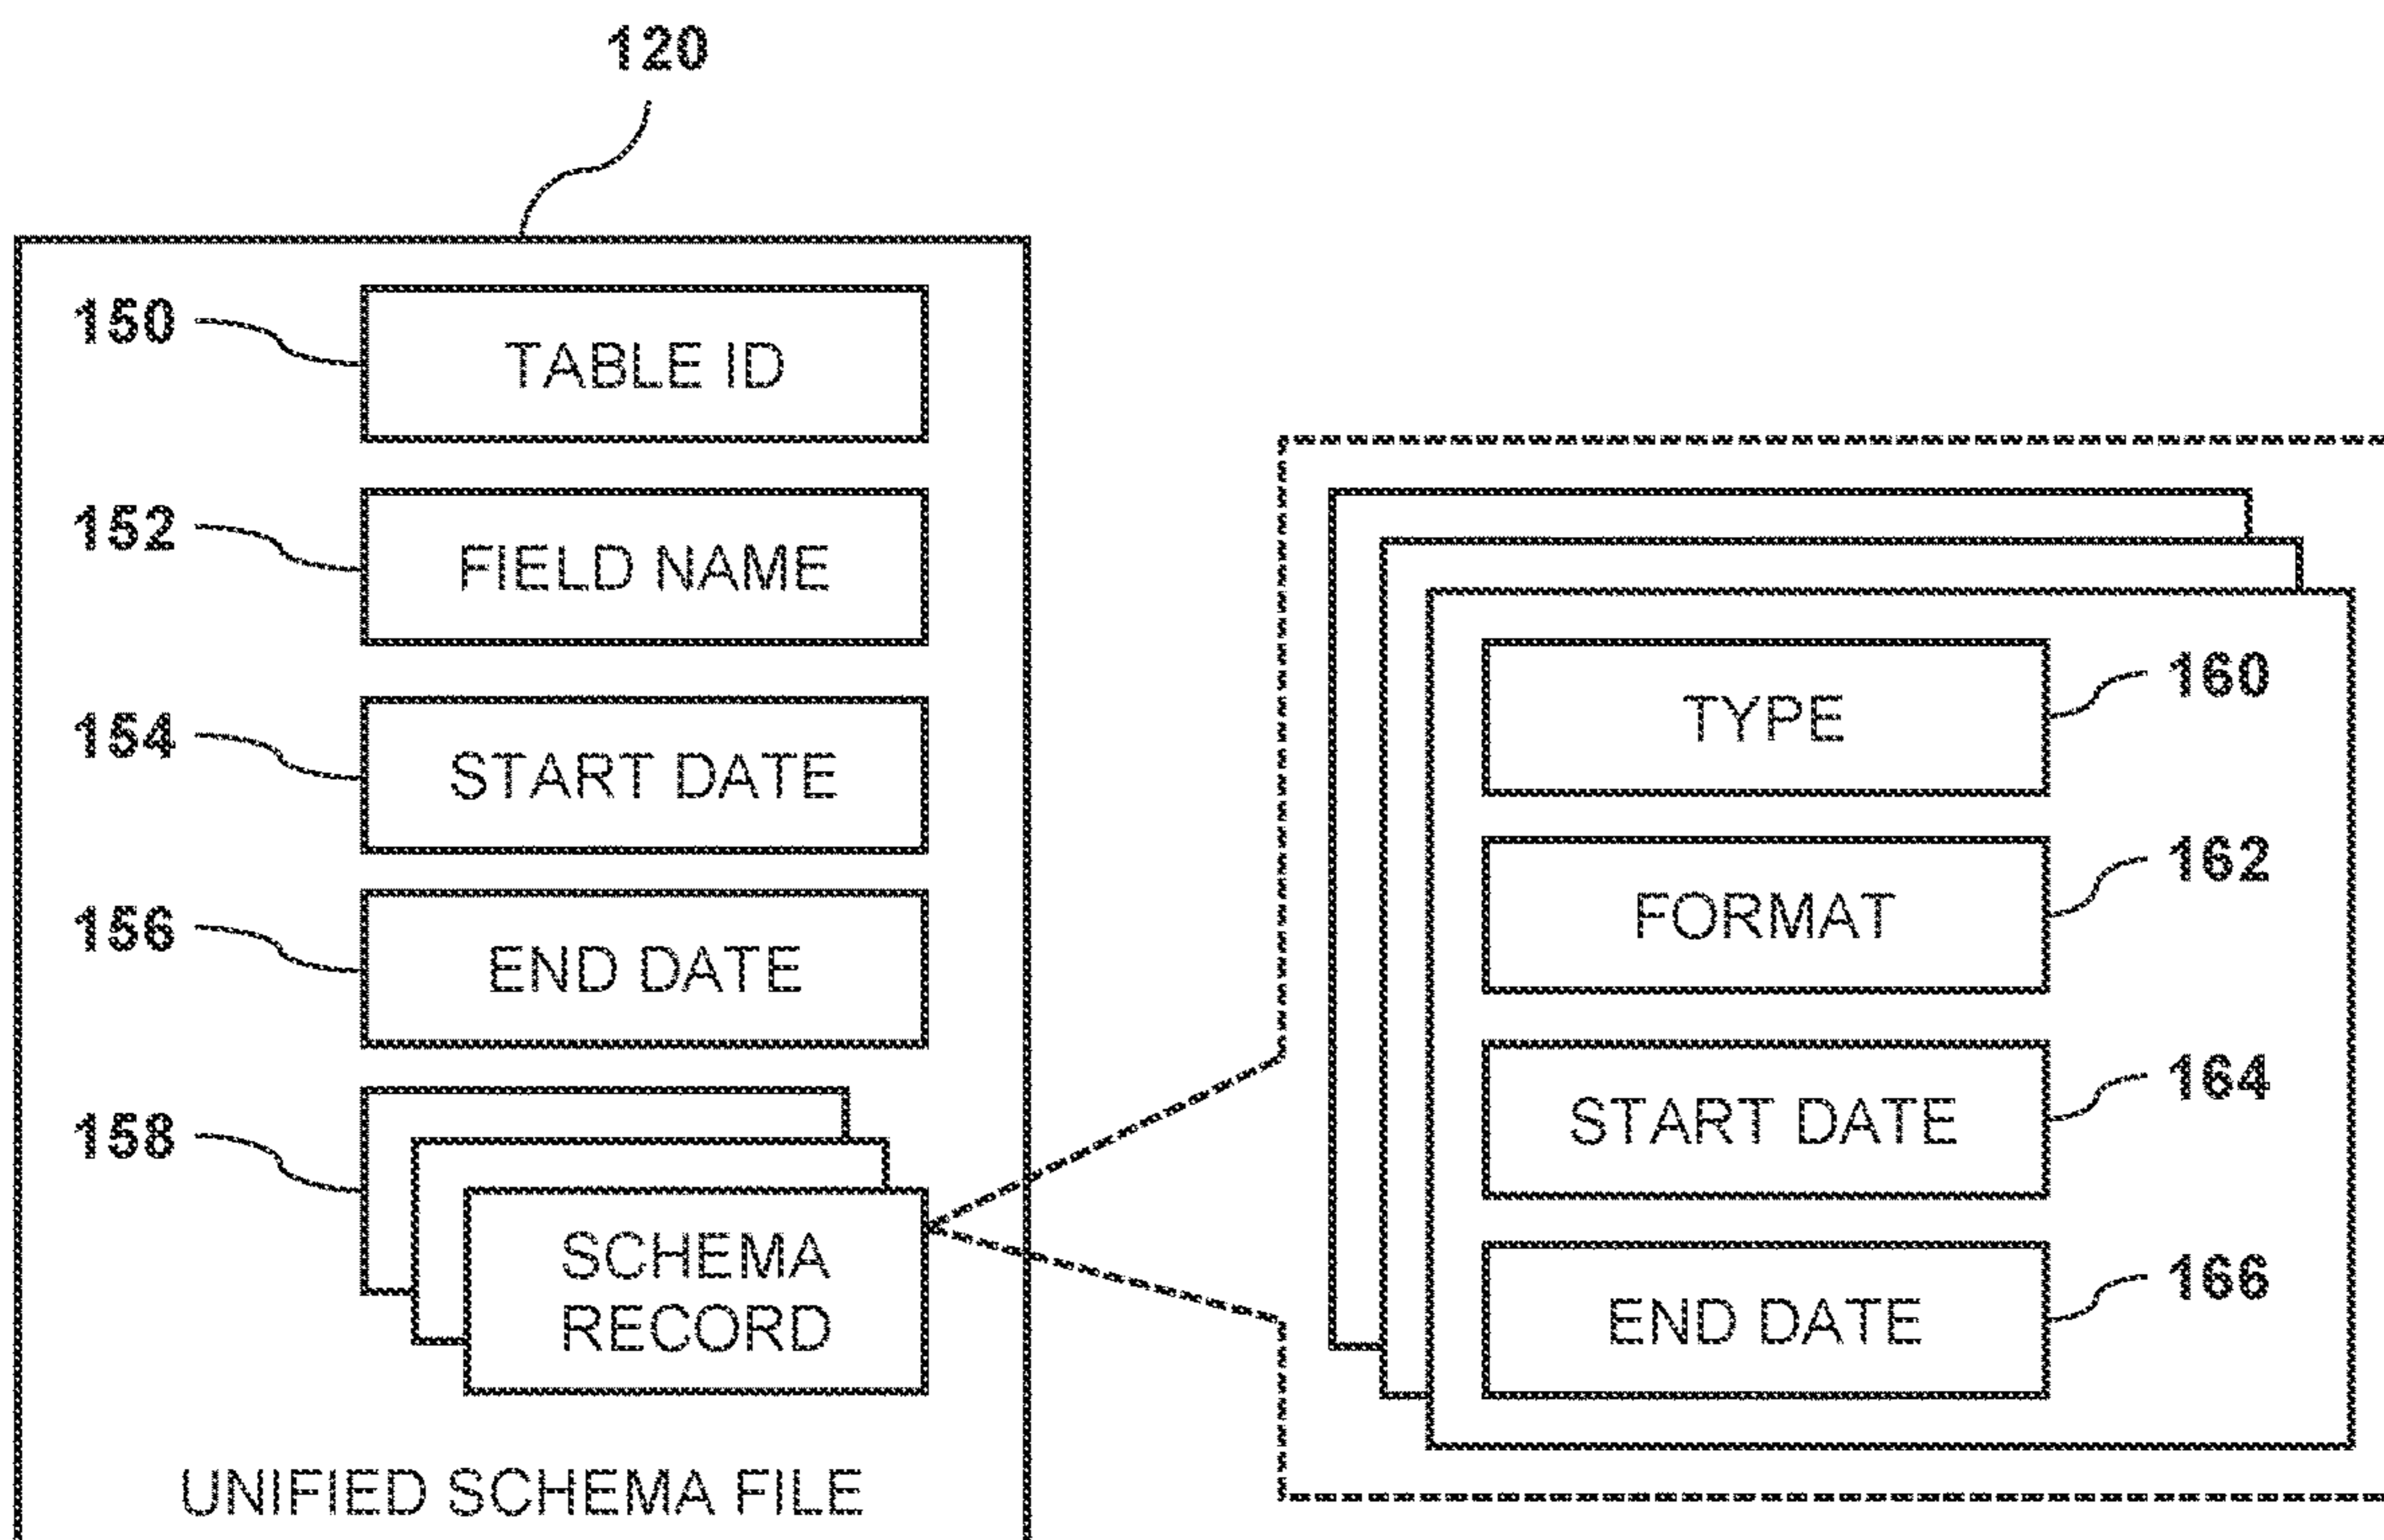 120
150
TABLE ID
152
FIELD NAME
154
START DATE
156
END DATE
158
SCHEMA
RECORD
UNIFIED SCHEMA FILE
TYPE
160
FORMAT
162
START DATE
164
END DATE
166